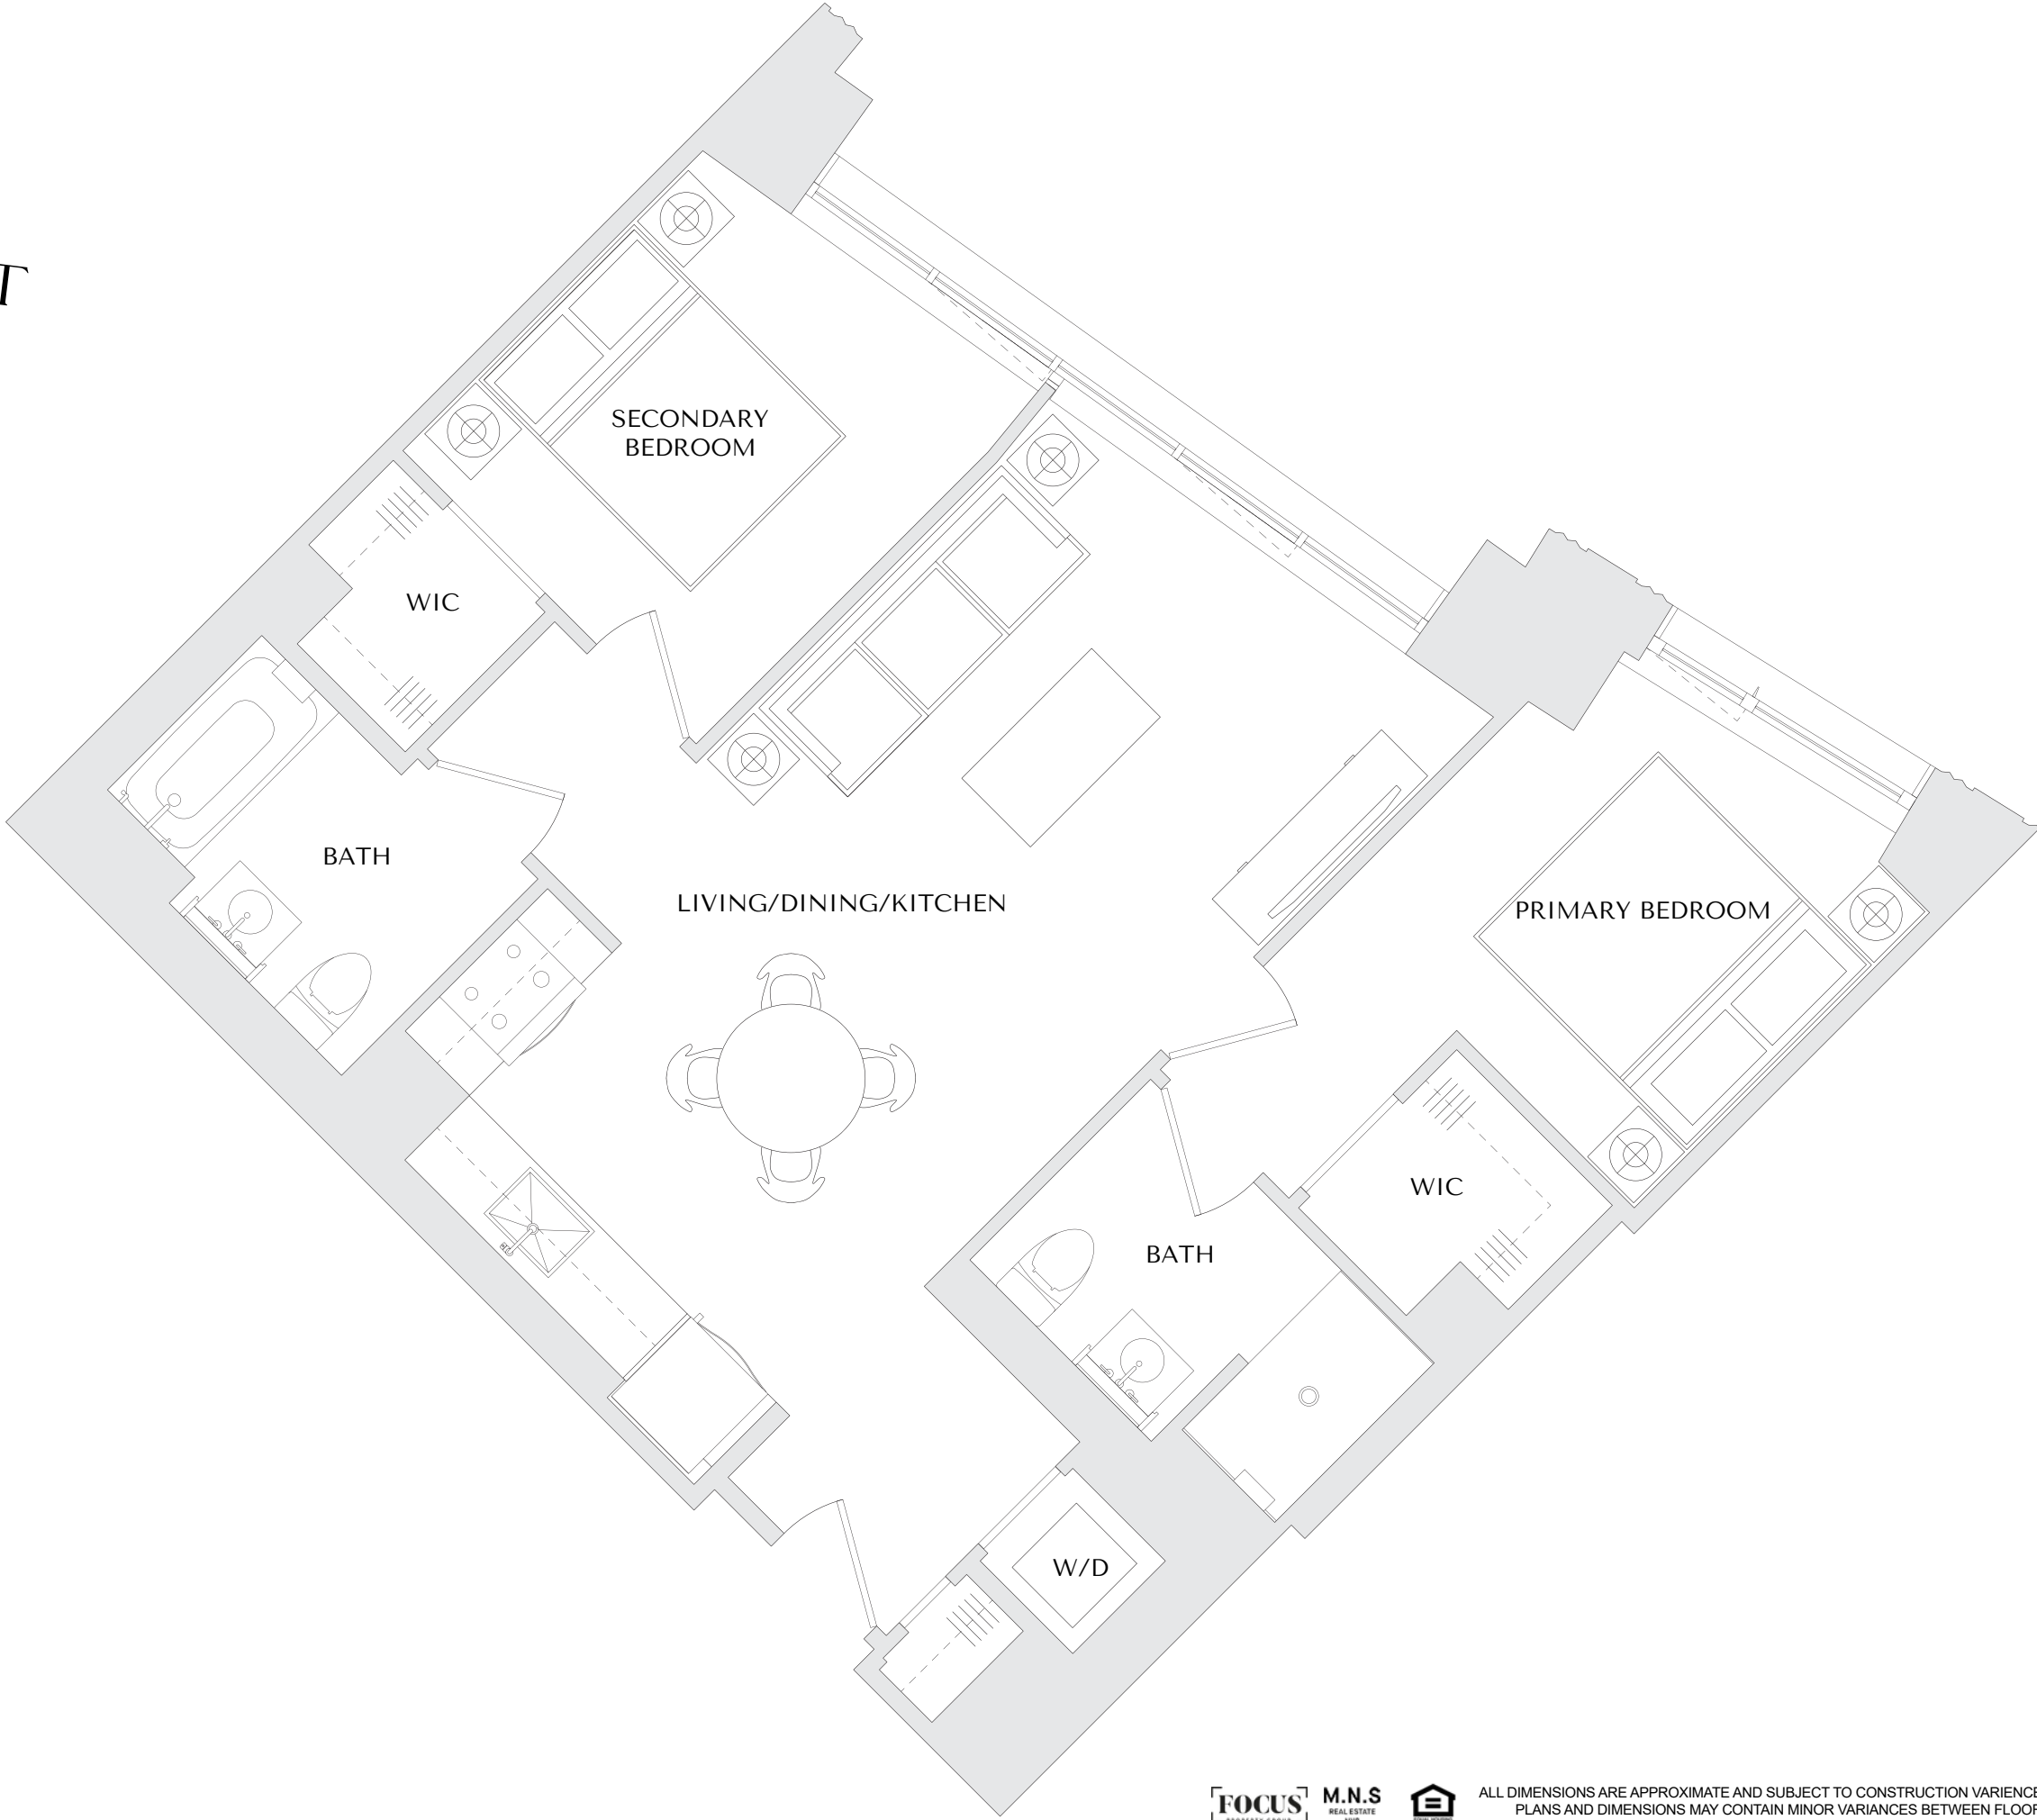 T
SECONDARY
BEDROOM
WIC
BATH
LIVING/DINING/KITCHEN
PRIMARY BEDROOM
WIC
BATH
W/D
FOCUS
M.N.S
REAL ESTATE
ALL DIMENSIONS ARE APPROXIMATE AND SUBJECT TO CONSTRUCTION VARIENCE
PLANS AND DIMENSIONS MAY CONTAIN MINOR VARIANCES BETWEEN FLOO